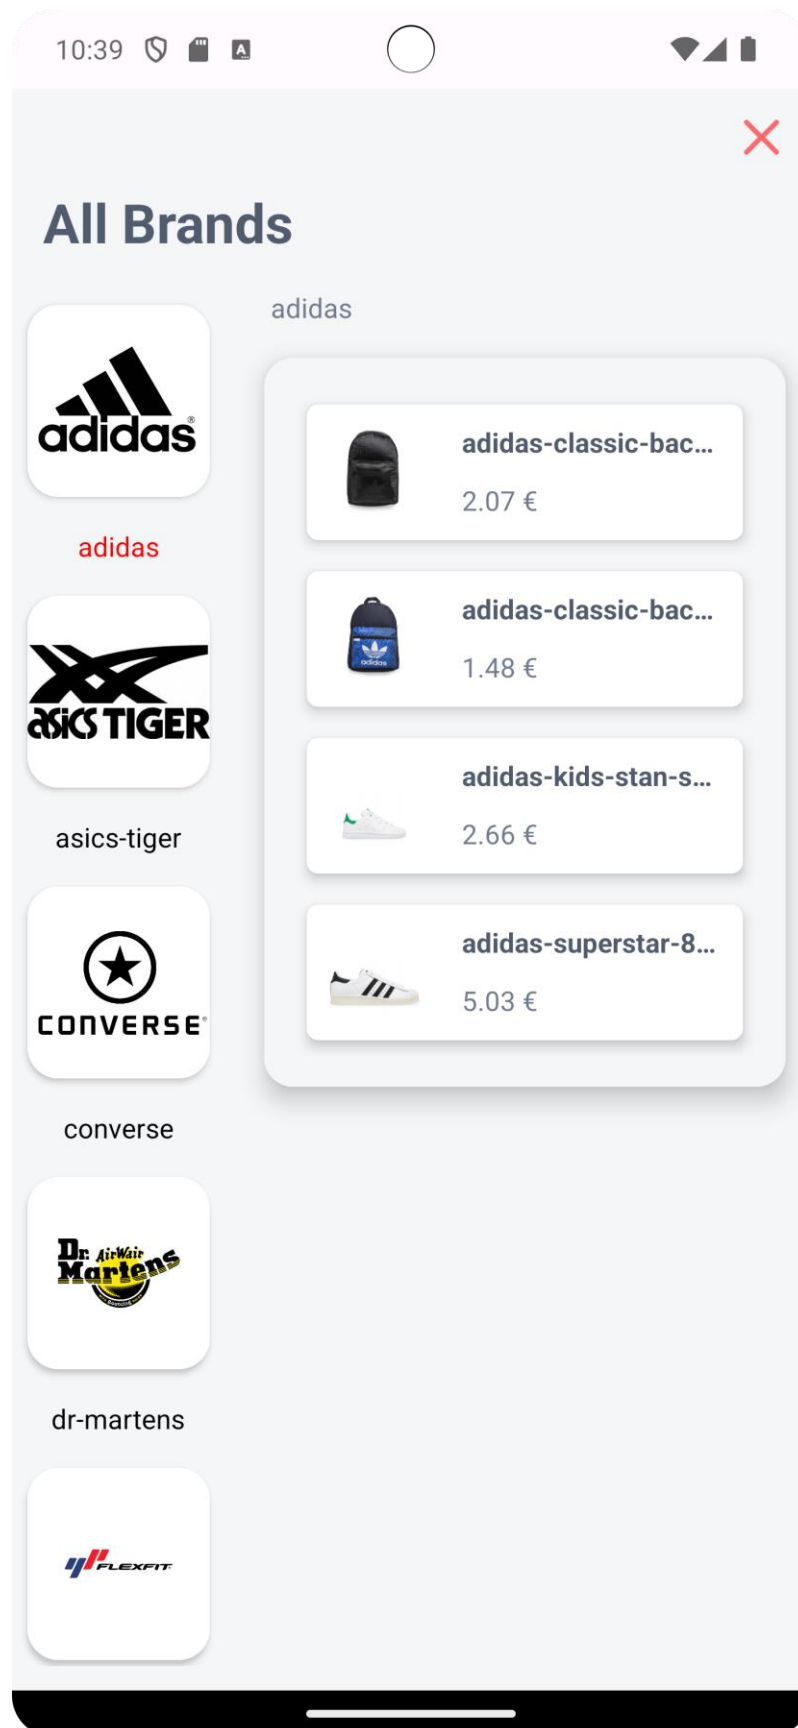 10:39
All Brands
adidas
adidas
adidas
asics TIGER
asics-tiger
CONVERSE
converse
Dr. AirWair
Martens
dr-martens
FLEXFIT
adidas-classic-bac...
2.07 €
adidas-classic-bac...
adidas
1.48 €
adidas-kids-stan-s...
2.66 €
adidas-superstar-8...
5.03 €